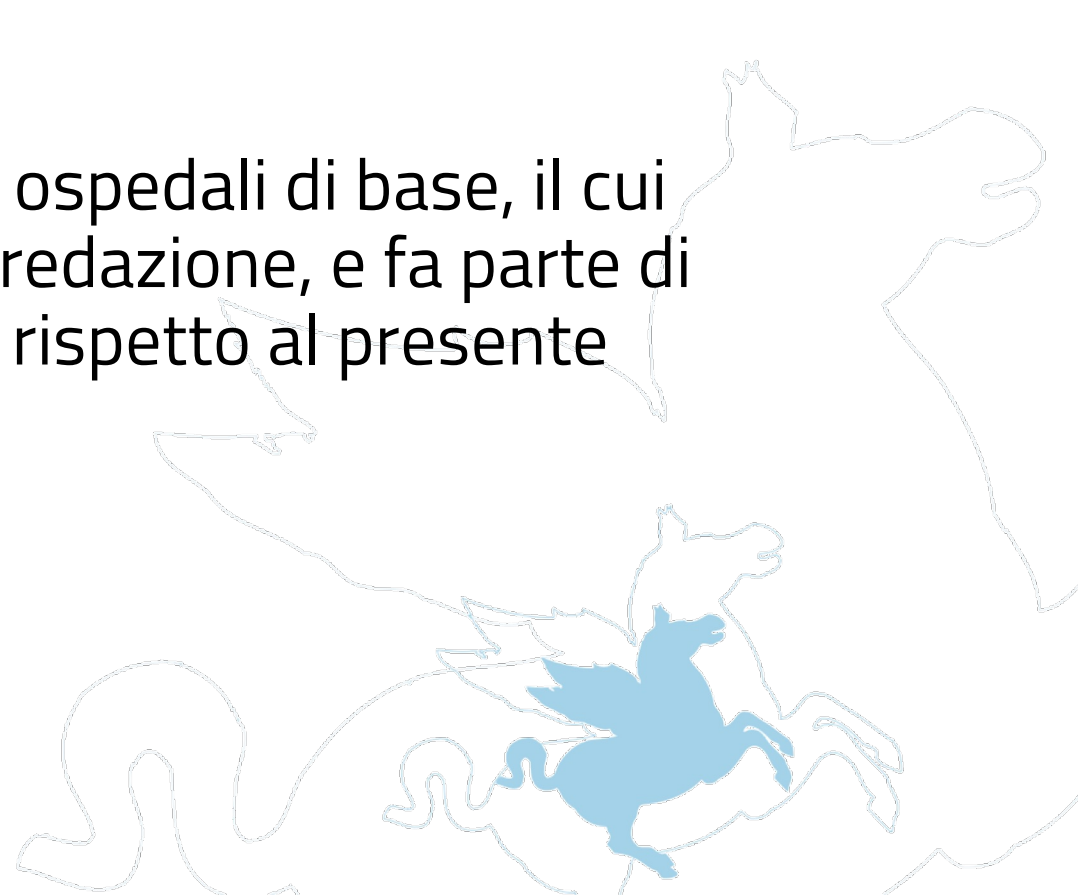 ospedali di base, il cui
redazione, e fa parte di
rispetto al presente